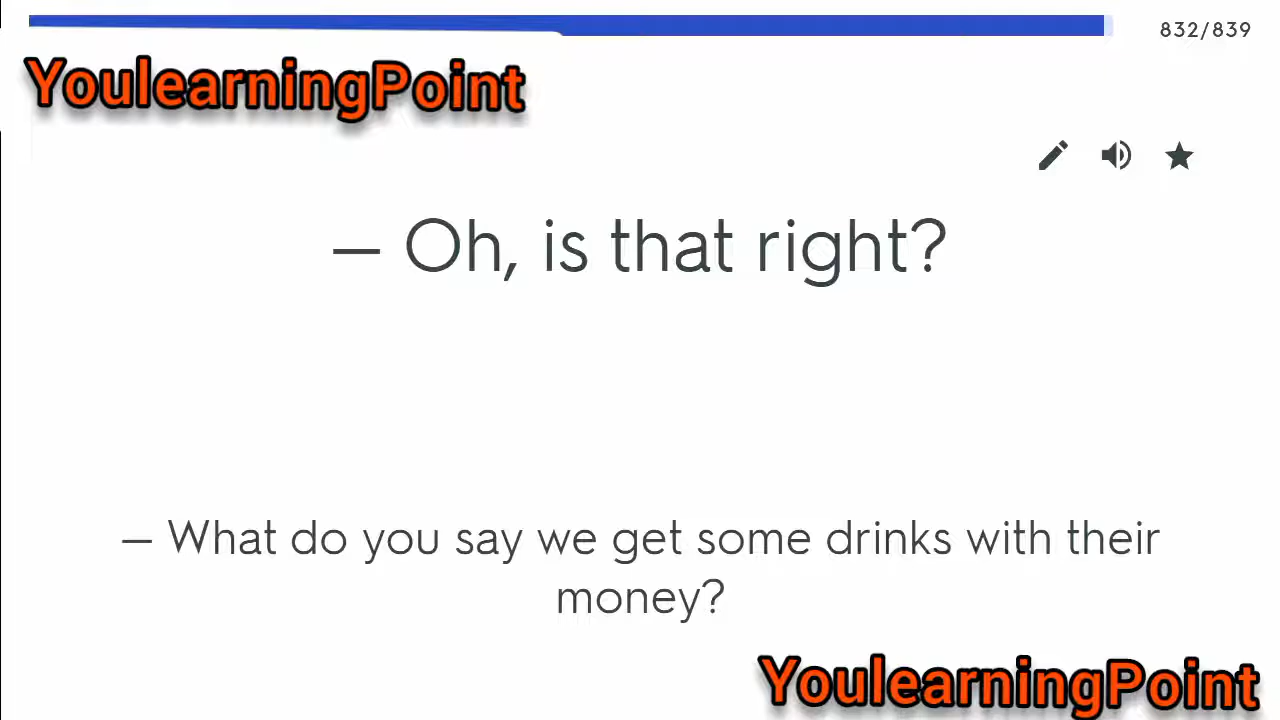 832/839
YoulearningPoint
– Oh, is that right?
– What do you say we get some drinks with their
money?
YoulearningPoint